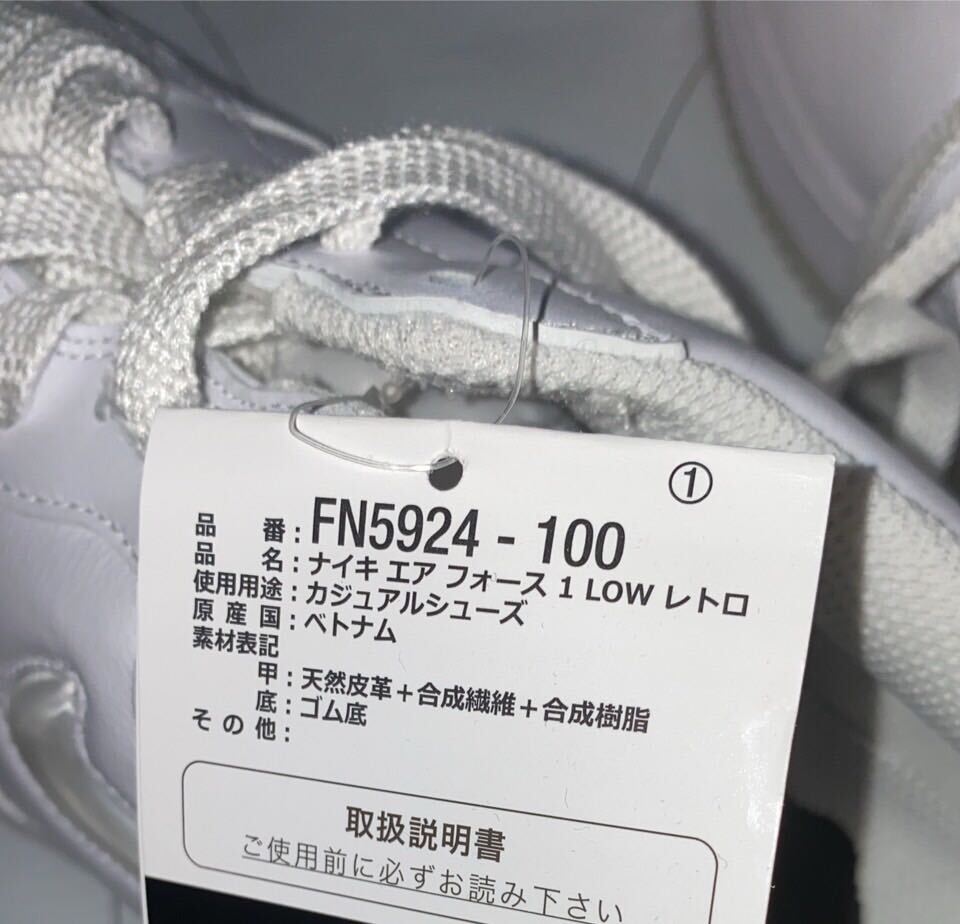 ①
品番:FN5924-100
品名:ナイキ エア フォース 1 LOW レトロ
使用用途:カジュアルシューズ
原産国:ベトナム
素材表記
甲:天然皮革+合成繊維+合成樹脂
底:ゴム底
その他:
取扱説明書
ご使用前に必ずお読み下さい